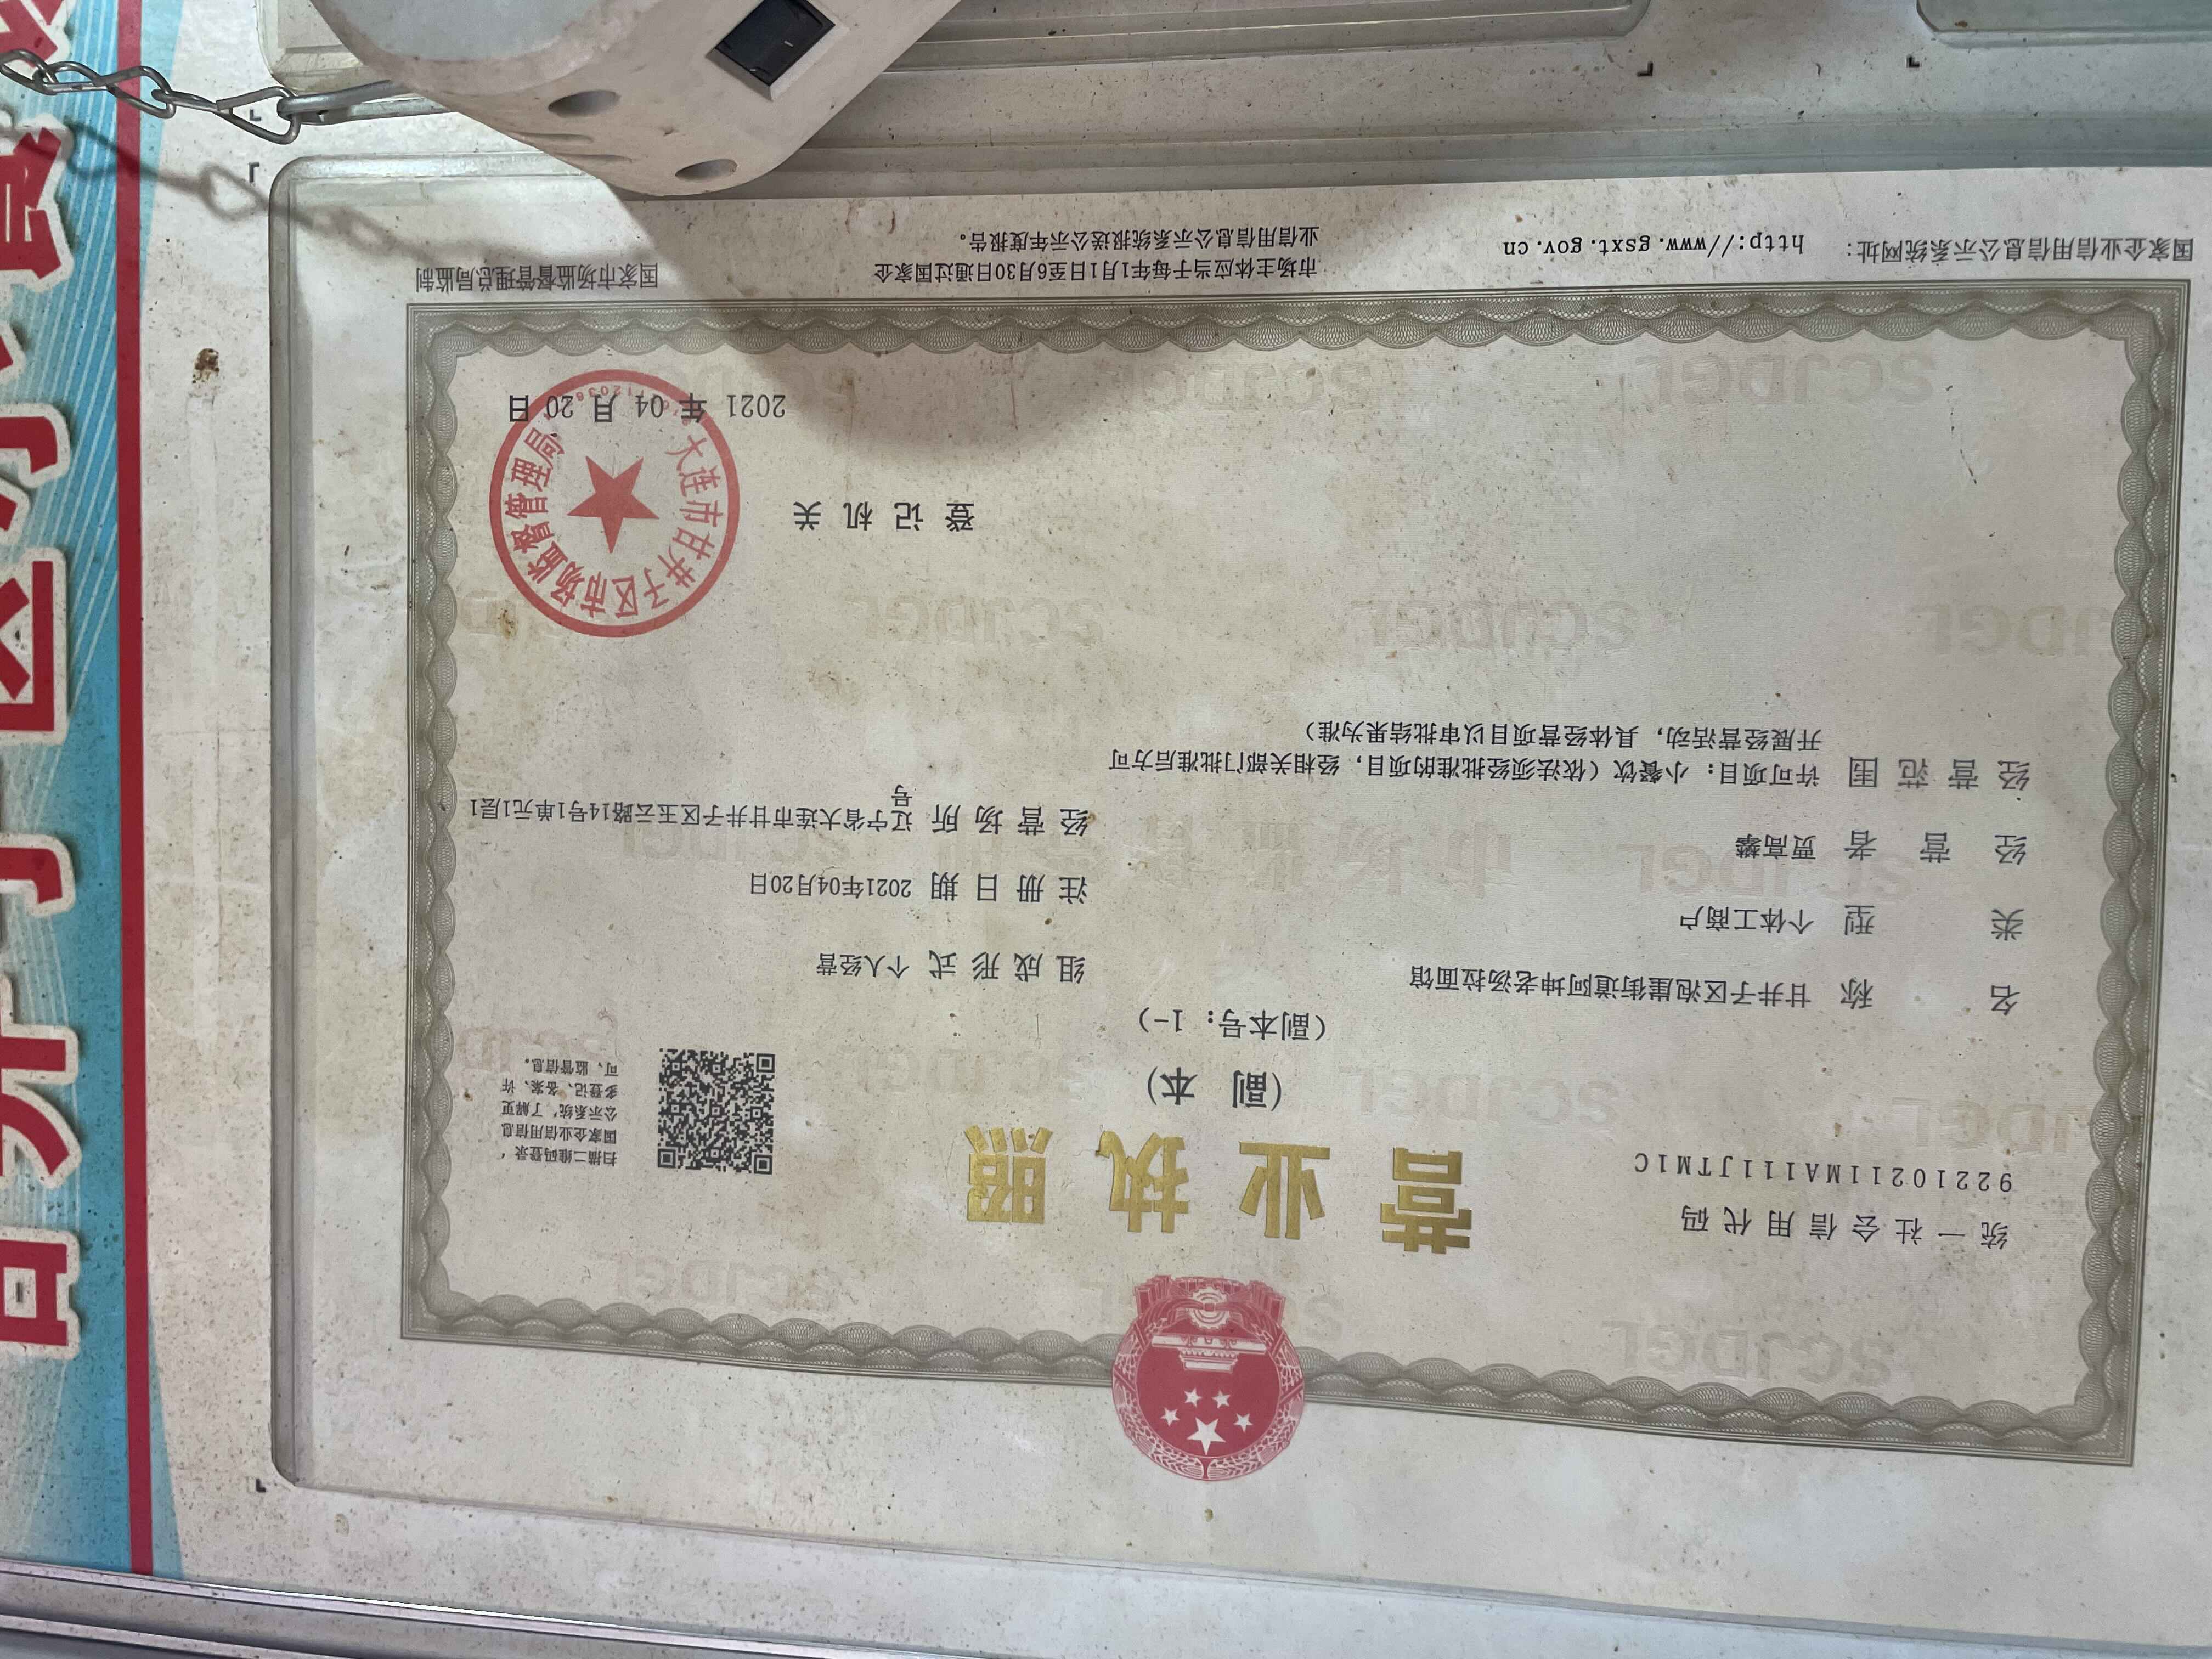 统一社会信用代码
92210211MA111JTM1C
营业执照
(副 本)
(副本号: 1-)
扫描二维码登录,
国家企业信用信息
公示系统,了解更
多登记、备案、许
可、监管信息。
名 称 甘井子区泡崖街道阿坤老汤拉面馆
类 型 个体工商户
经 营 者 贾高攀
经 营 范 围 许可项目: 小餐饮 (依法须经批准的项目, 经相关部门批准后方可
开展经营活动, 具体经营项目以审批结果为准)
组 成 形 式 个人经营
注 册 日 期 2021年04月20日
经 营 场 所 辽宁省大连市甘井子区玉云路14号1单元1层1
号
登 记 机 关
大连市甘井子区市场监督管理局
2021 年 04 月 20 日
国家企业信用信息公示系统网址: http://www.gsxt.gov.cn
市场主体应当于每年1月1日至6月30日通过国家企
业信用信息公示系统报送公示年度报告。
国家市场监督管理总局监制
SCJDGL